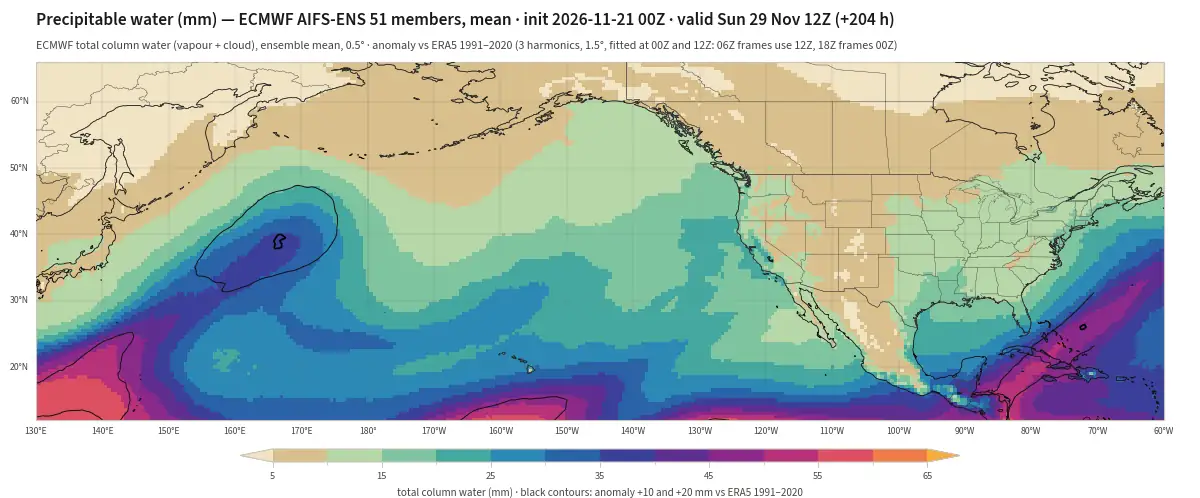 Precipitable water (mm) — ECMWF AIFS-ENS 51 members, mean · init 2026-11-21 00Z · valid Sun 29 Nov 12Z (+204 h)
ECMWF total column water (vapour + cloud), ensemble mean, 0.5° · anomaly vs ERA5 1991–2020 (3 harmonics, 1.5°, fitted at 00Z and 12Z: 06Z frames use 12Z, 18Z frames 00Z)
60°N
50°N
40°N
30°N
20°N
130°E 140°E 150°E 160°E 170°E 180° 170°W 160°W 150°W 140°W 130°W 120°W 110°W 100°W 90°W 80°W 70°W 60°W
5 15 25 35 45 55 65
total column water (mm) · black contours: anomaly +10 and +20 mm vs ERA5 1991–2020